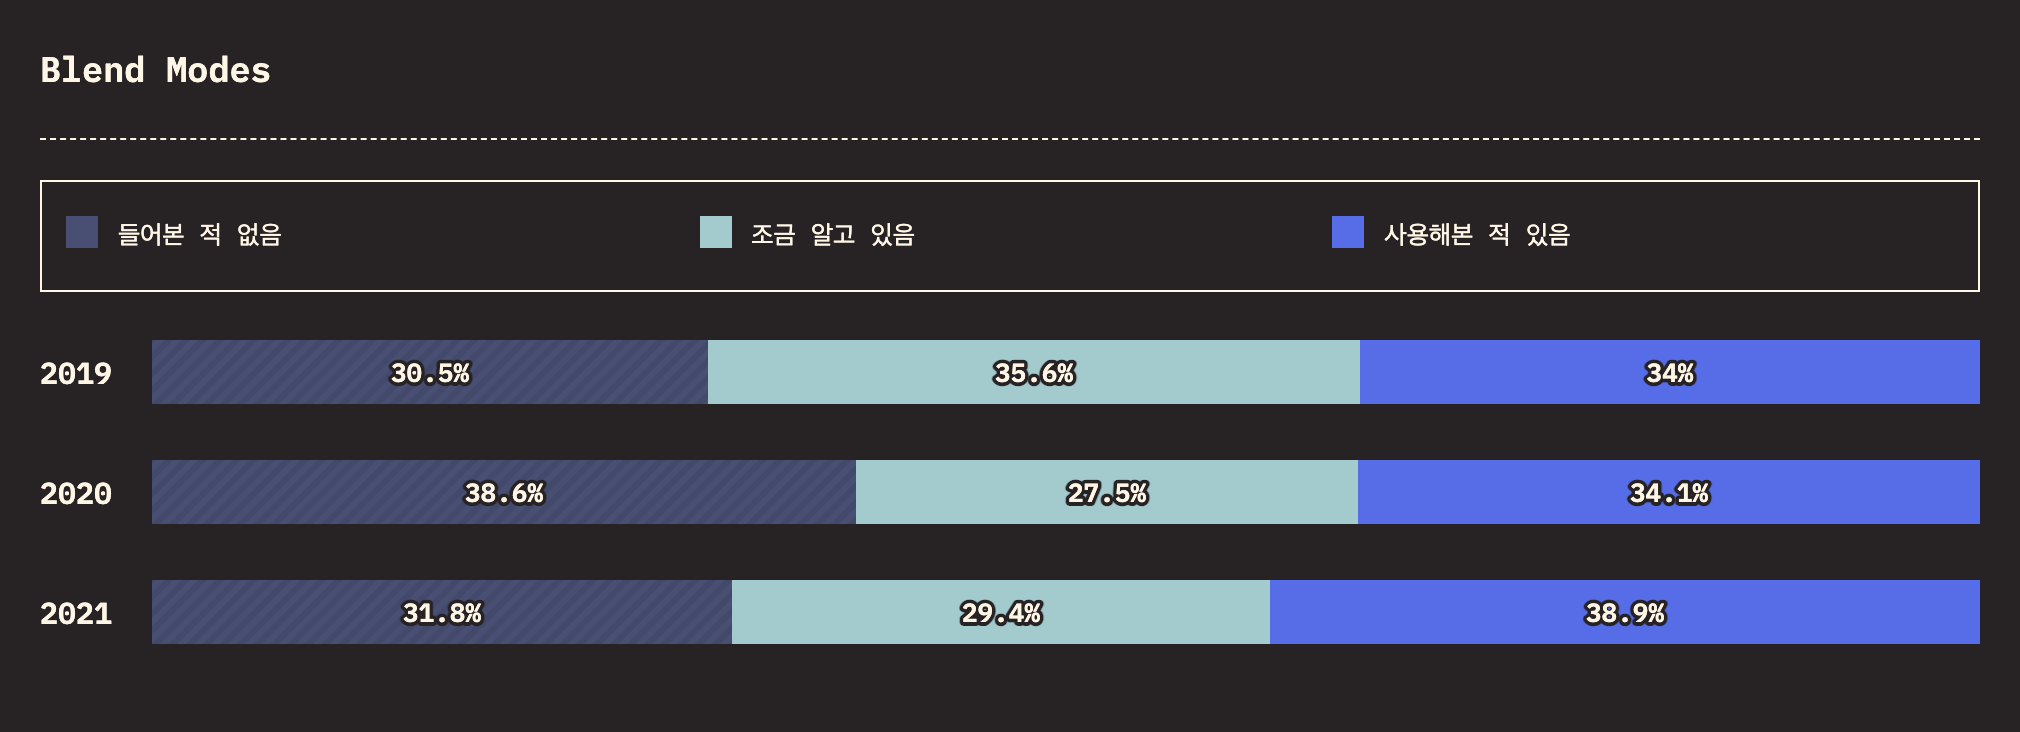 Blend Modes
들어본 적 없음 조금 알고 있음 사용해본 적 있음
2019 30.5% 35.6% 34%
2020 38.6% 27.5% 34.1%
2021 31.8% 29.4% 38.9%